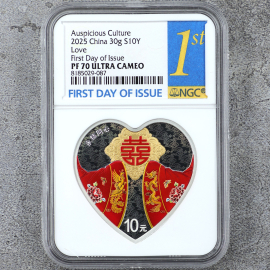 Auspicious Culture
2025 China 30g S10Y
Love
First Day of Issue
PF 70 ULTRA CAMEO
8185029-087
1st
FIRST DAY OF ISSUE
NGC
囍
10元